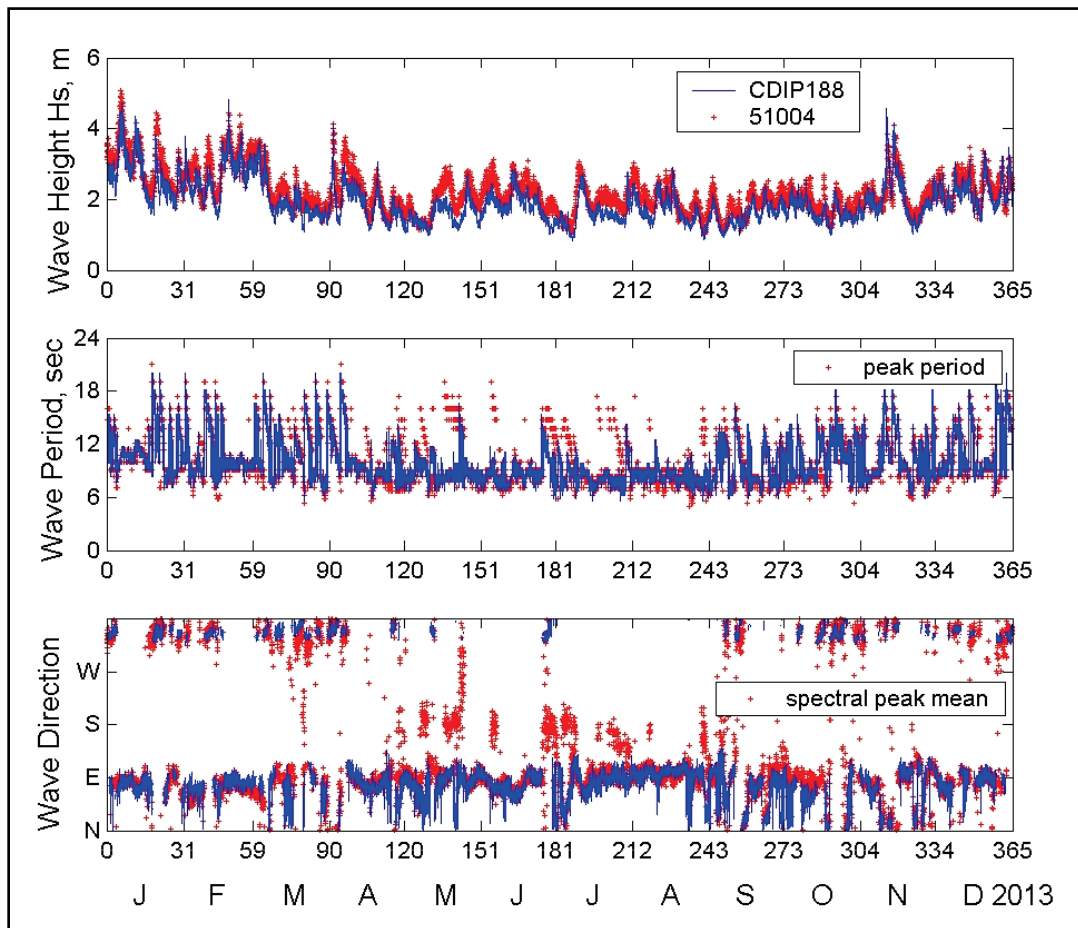 Wave Height Hs, m
6
4
2
0
CDIP188
51004
0 31 59 90 120 151 181 212 243 273 304 334 365
Wave Period, sec
24
18
12
6
0
peak period
0 31 59 90 120 151 181 212 243 273 304 334 365
Wave Direction
W
S
E
N
spectral peak mean
0 31 59 90 120 151 181 212 243 273 304 334 365
J F M A M J J A S O N D 2013